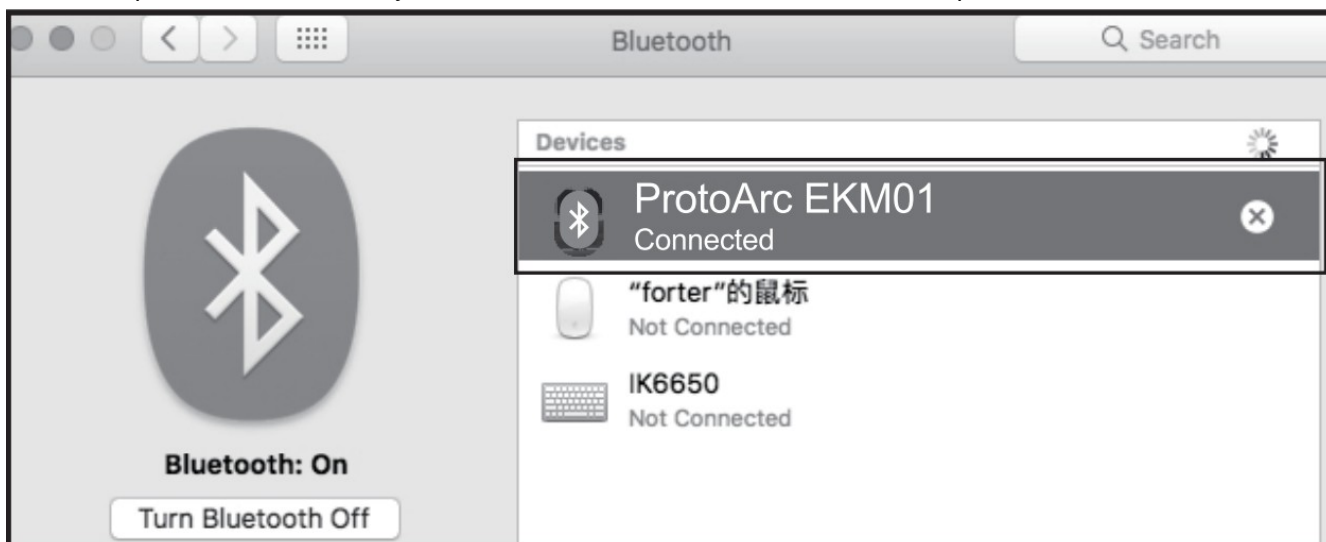 Bluetooth
Search
Devices
ProtoArc EKM01
Connected
“forter”的鼠标
Not Connected
IK6650
Not Connected
Bluetooth: On
Turn Bluetooth Off